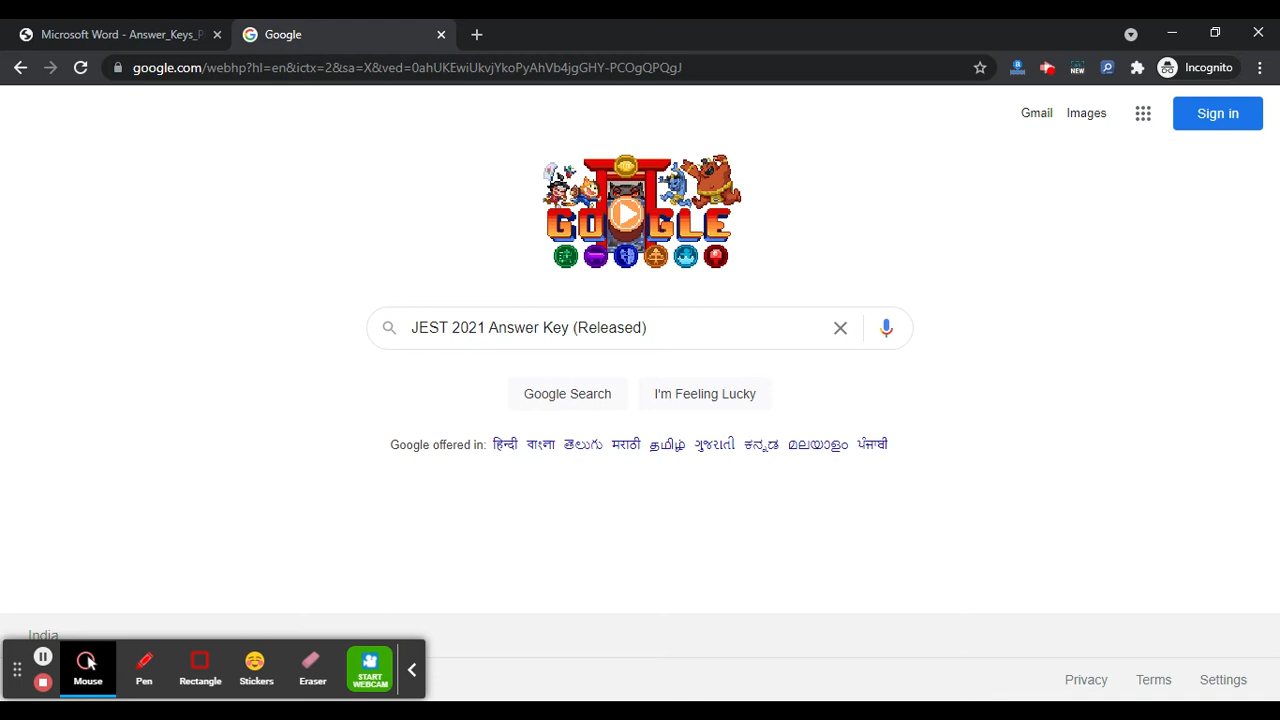 Microsoft Word - Answer_Keys_P
Google
google.com/webhp?hl=en&ictx=2&sa=X&ved=0ahUKEwiUkvjYkoPyAhVb4jgGHY-PCOgQPQgJ
NEW
Incognito
Gmail Images Sign in
GOOGLE
JEST 2021 Answer Key (Released)
Google Search I'm Feeling Lucky
Google offered in: हिन्दी বাংলা తెలుగు मराठी தமிழ் ગુજરાતી ಕನ್ನಡ മലയാളം ਪੰਜਾਬੀ
India
Mouse Pen Rectangle Stickers Eraser START WEBCAM
Privacy Terms Settings